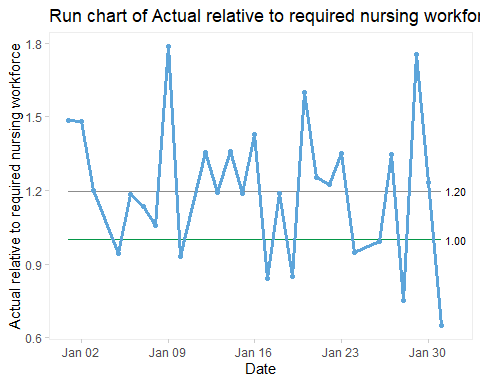 Run chart of Actual relative to required nursing workfor
Actual relative to required nursing workforce
1.8
1.5
1.2
0.9
0.6
1.20
1.00
Jan 02
Jan 09
Jan 16
Jan 23
Jan 30
Date